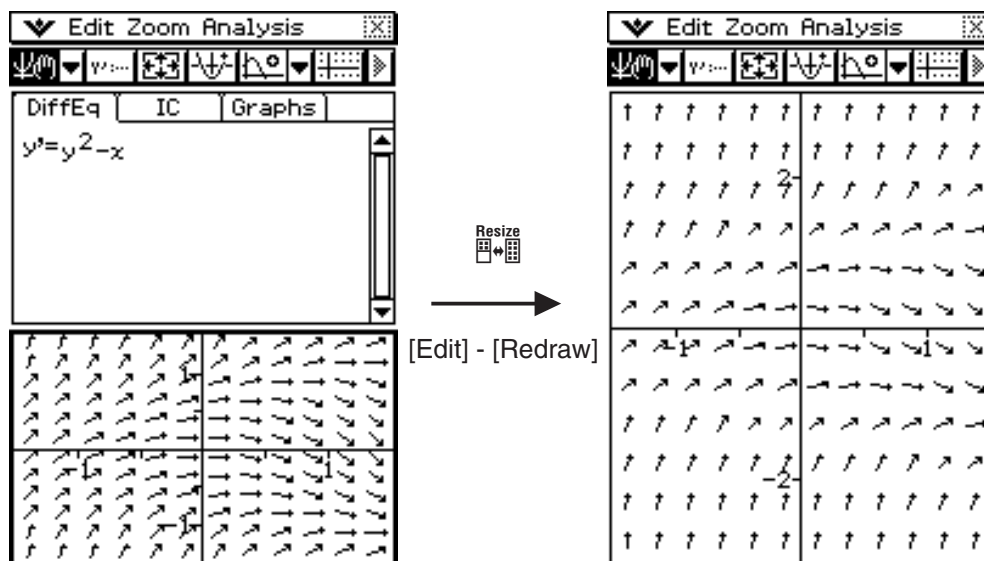 Edit Zoom Analysis
DiffEq IC Graphs
y'=y²-x
1
-1 1
-1
Resize
[Edit] - [Redraw]
Edit Zoom Analysis
2
-1 1
-2